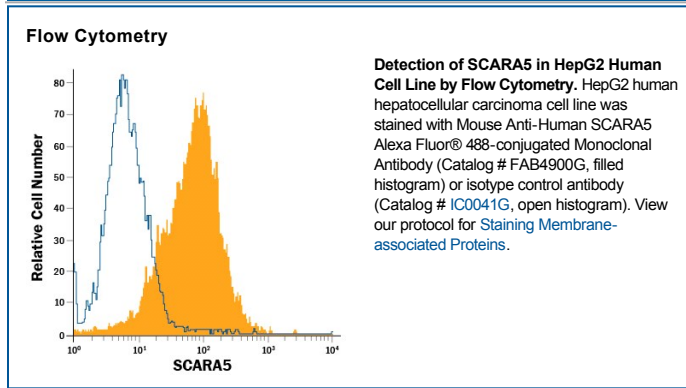 Flow Cytometry
Relative Cell Number
80
70
60
50
40
30
20
10
0
10⁰ 10¹ 10² 10³ 10⁴
SCARA5
Detection of SCARA5 in HepG2 Human
Cell Line by Flow Cytometry. HepG2 human
hepatocellular carcinoma cell line was
stained with Mouse Anti-Human SCARA5
Alexa Fluor® 488-conjugated Monoclonal
Antibody (Catalog # FAB4900G, filled
histogram) or isotype control antibody
(Catalog # IC0041G, open histogram). View
our protocol for Staining Membrane-
associated Proteins.